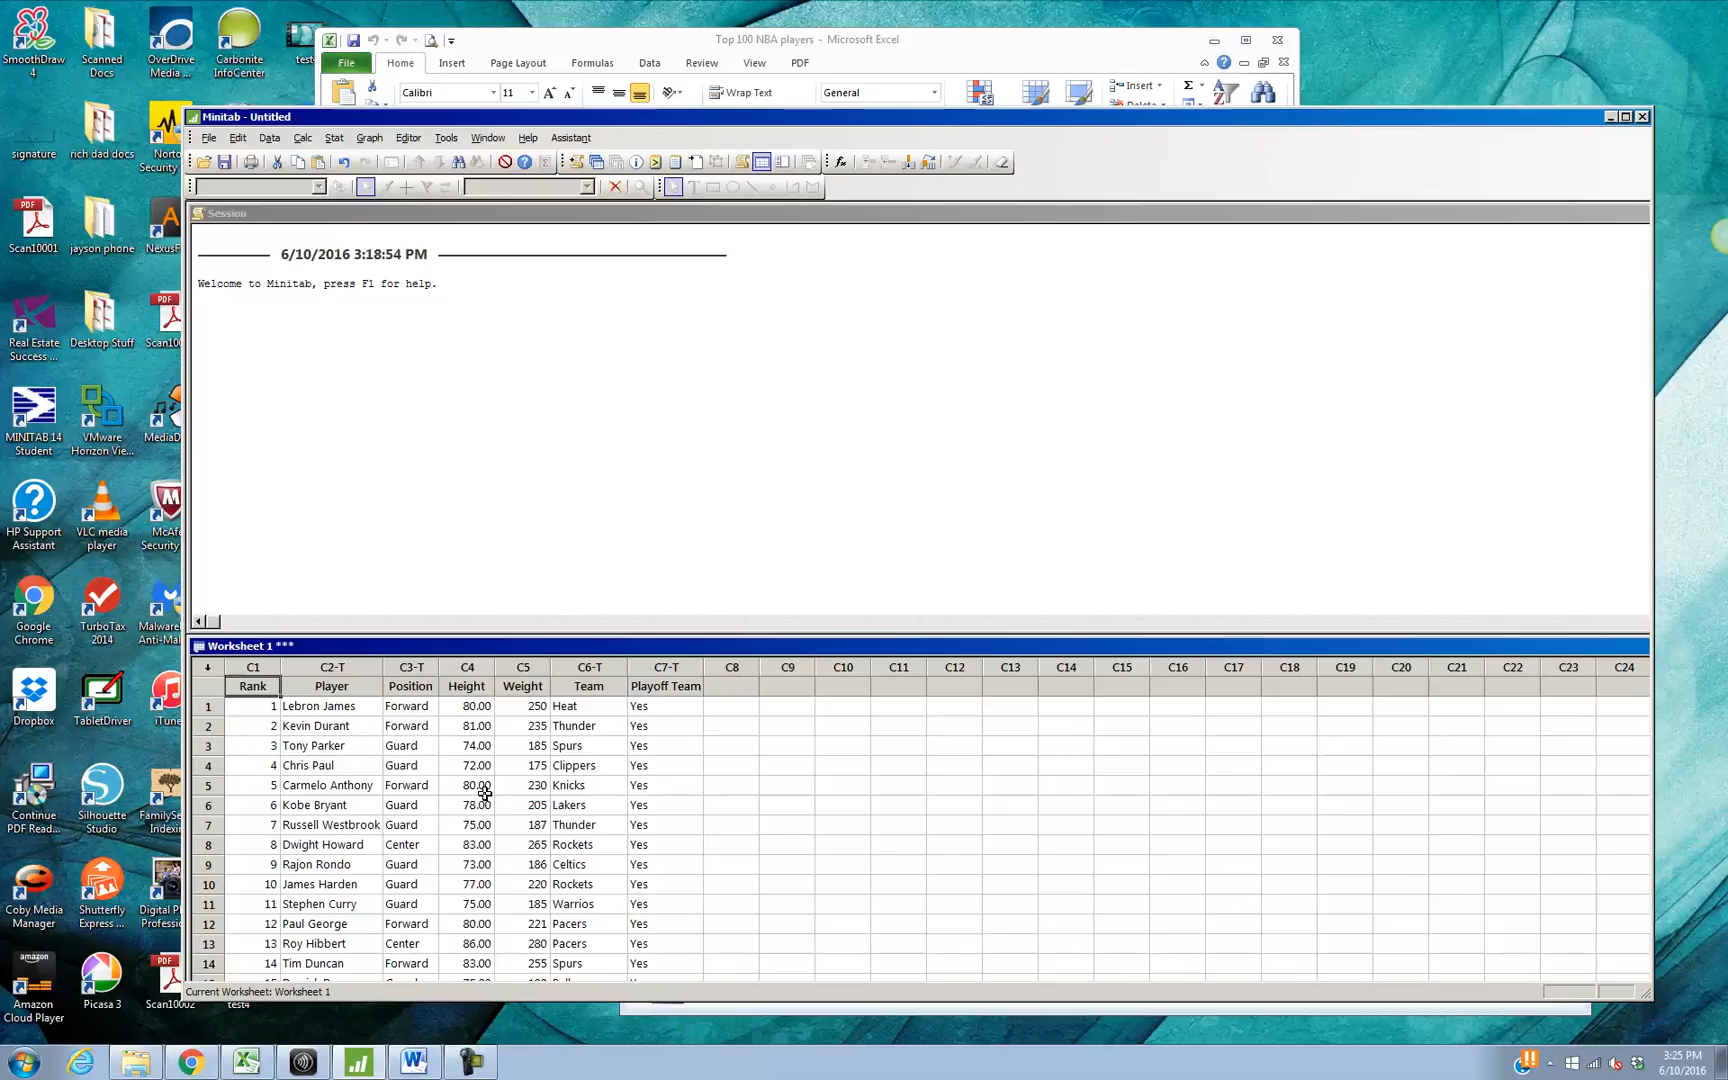 Top 100 NBA players - Microsoft Excel
File Home Insert Page Layout Formulas Data Review View PDF
Calibri 11 Wrap Text General Insert
Minitab - Untitled
File Edit Data Calc Stat Graph Editor Tools Window Help Assistant
Session
6/10/2016 3:18:54 PM
Welcome to Minitab, press F1 for help.
Worksheet 1 ***
C1 C2-T C3-T C4 C5 C6-T C7-T C8 C9 C10 C11 C12 C13 C14 C15 C16 C17 C18 C19 C20 C21 C22 C23 C24
Rank Player Position Height Weight Team Playoff Team
1 1 Lebron James Forward 80.00 250 Heat Yes
2 2 Kevin Durant Forward 81.00 235 Thunder Yes
3 3 Tony Parker Guard 74.00 185 Spurs Yes
4 4 Chris Paul Guard 72.00 175 Clippers Yes
5 5 Carmelo Anthony Forward 80.00 230 Knicks Yes
6 6 Kobe Bryant Guard 78.00 205 Lakers Yes
7 7 Russell Westbrook Guard 75.00 187 Thunder Yes
8 8 Dwight Howard Center 83.00 265 Rockets Yes
9 9 Rajon Rondo Guard 73.00 186 Celtics Yes
10 10 James Harden Guard 77.00 220 Rockets Yes
11 11 Stephen Curry Guard 75.00 185 Warrios Yes
12 12 Paul George Forward 80.00 221 Pacers Yes
13 13 Roy Hibbert Center 86.00 280 Pacers Yes
14 14 Tim Duncan Forward 83.00 255 Spurs Yes
Current Worksheet: Worksheet 1
SmoothDraw
4
Scanned
Docs
OverDrive
Media ...
Carbonite
InfoCenter
signature
rich dad docs
Security
PDF
Scan10001
jayson phone
Real Estate
Success ...
Desktop Stuff
PDF
MINITAB 14
Student
VMware
Horizon Vie...
HP Support
Assistant
VLC media
player
Security
Google
Chrome
TurboTax
2014
Dropbox
TabletDriver
Continue
PDF Read...
Silhouette
Studio
Coby Media
Manager
Shutterfly
Express ...
amazon
Amazon
Cloud Player
Picasa 3
PDF
Scan10002
test4
3:25 PM
6/10/2016